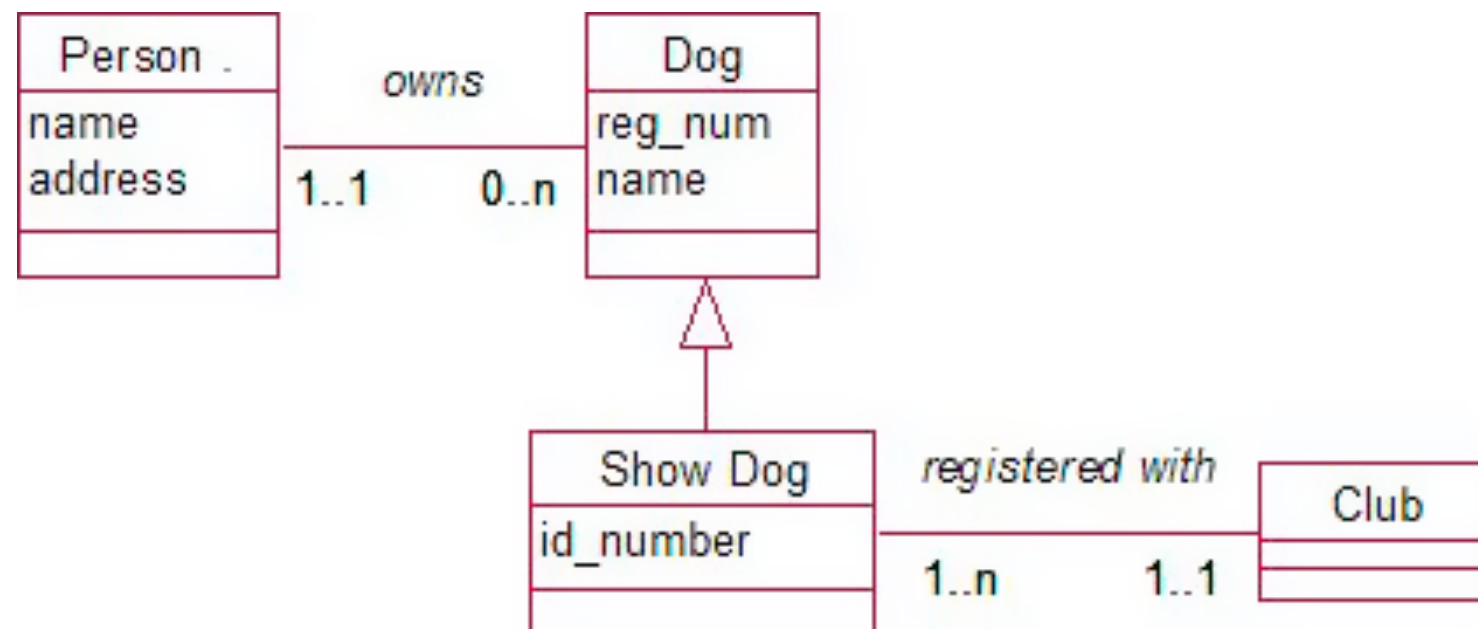 Person .
name
address
owns
1..1
0..n
Dog
reg_num
name
Show Dog
id_number
registered with
1..n
1..1
Club